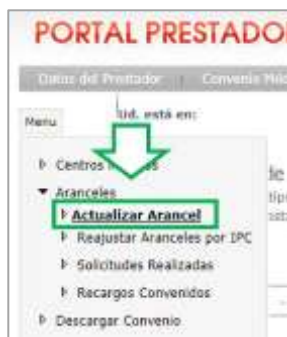 PORTAL PRESTADO
Datos del Prestador Convenio Méd
Ud. está en:
Menu
Centros
Aranceles
Actualizar Arancel
Reajustar Aranceles por IPC
Solicitudes Realizadas
Recargos Convenidos
Descargar Convenio